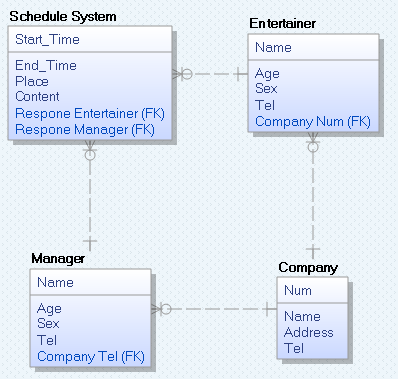 Schedule System
Start_Time
End_Time
Place
Content
Respone Entertainer (FK)
Respone Manager (FK)
Entertainer
Name
Age
Sex
Tel
Company Num (FK)
Manager
Name
Age
Sex
Tel
Company Tel (FK)
Company
Num
Name
Address
Tel